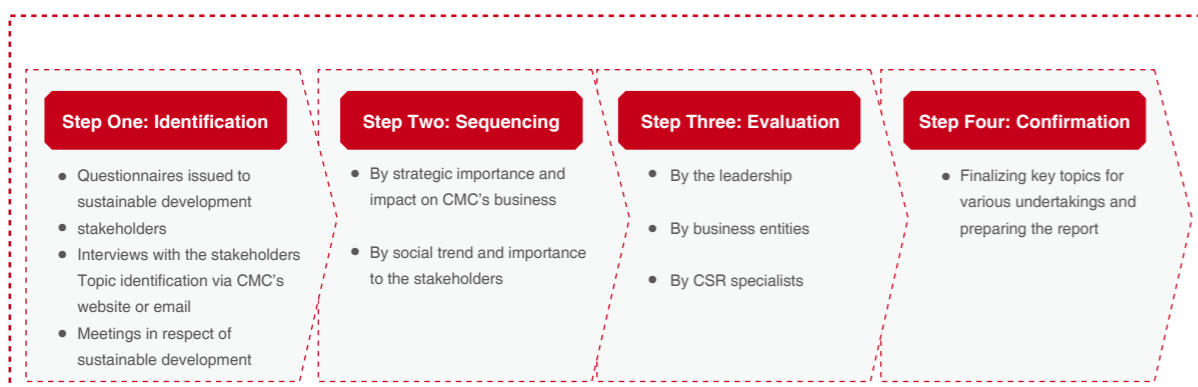 Step One: Identification
● Questionnaires issued to
sustainable development
● stakeholders
● Interviews with the stakeholders
Topic identification via CMC's
website or email
● Meetings in respect of
sustainable development
Step Two: Sequencing
● By strategic importance and
impact on CMC's business
● By social trend and importance
to the stakeholders
Step Three: Evaluation
● By the leadership
● By business entities
● By CSR specialists
Step Four: Confirmation
● Finalizing key topics for
various undertakings and
preparing the report